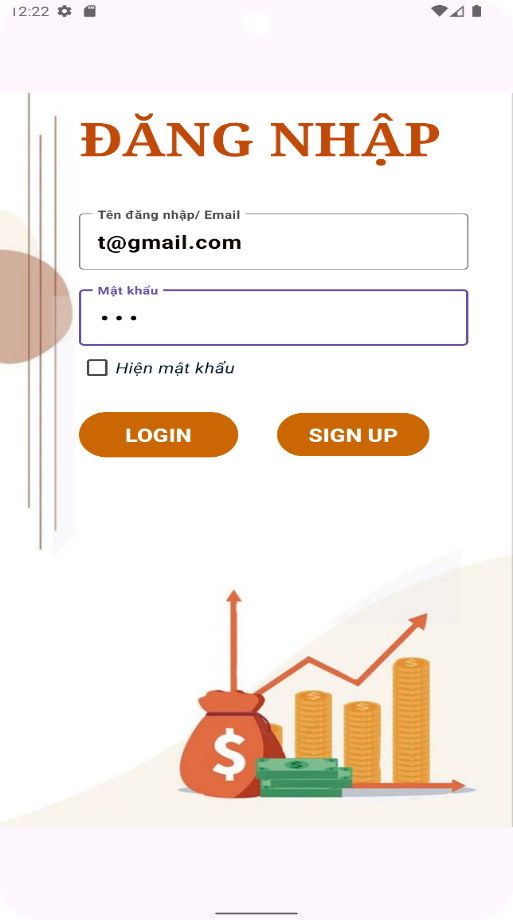 12:22
ĐĂNG NHẬP
Tên đăng nhập/ Email
t@gmail.com
Mật khẩu
•••
Hiện mật khẩu
LOGIN
SIGN UP
$
$